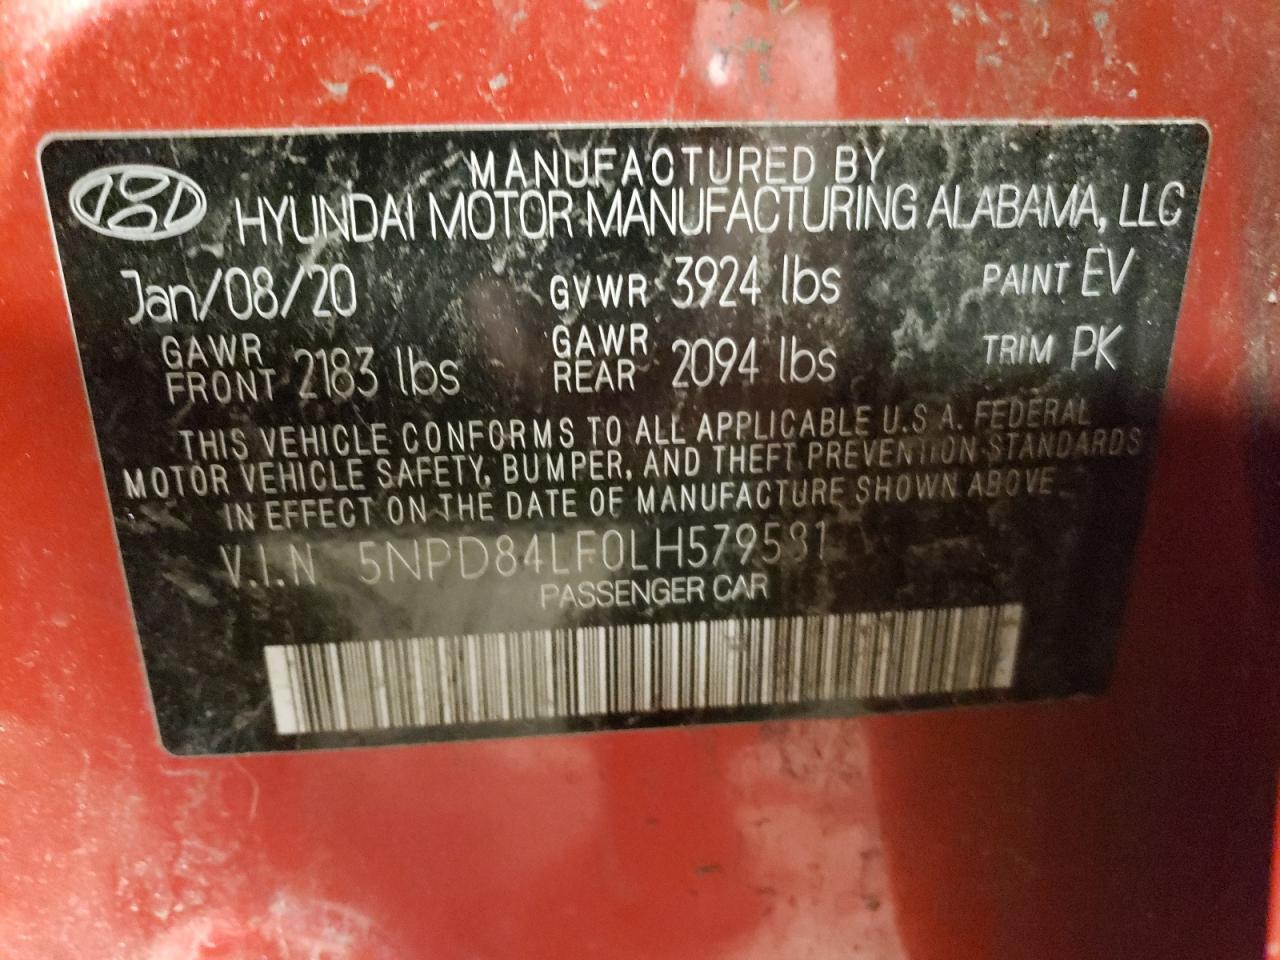 MANUFACTURED BY
HYUNDAI MOTOR MANUFACTURING ALABAMA, LLC
Jan/08/20 GVWR 3924 lbs PAINT EV
GAWR FRONT 2183 lbs GAWR REAR 2094 lbs TRIM PK
THIS VEHICLE CONFORMS TO ALL APPLICABLE U.S A. FEDERAL
MOTOR VEHICLE SAFETY, BUMPER, AND THEFT PREVENTION STANDARDS
IN EFFECT ON THE DATE OF MANUFACTURE SHOWN ABOVE
V.I.N 5NPD84LF0LH579581
PASSENGER CAR